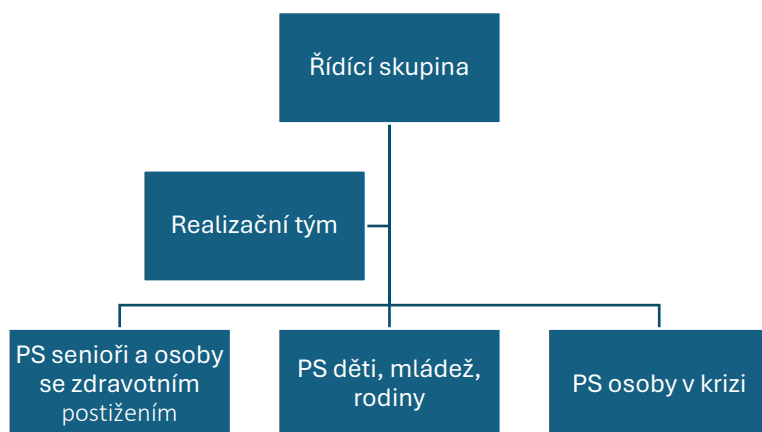 Řídící skupina
Realizační tým
PS senioři a osoby
se zdravotním
postižením
PS děti, mládež,
rodiny
PS osoby v krizi